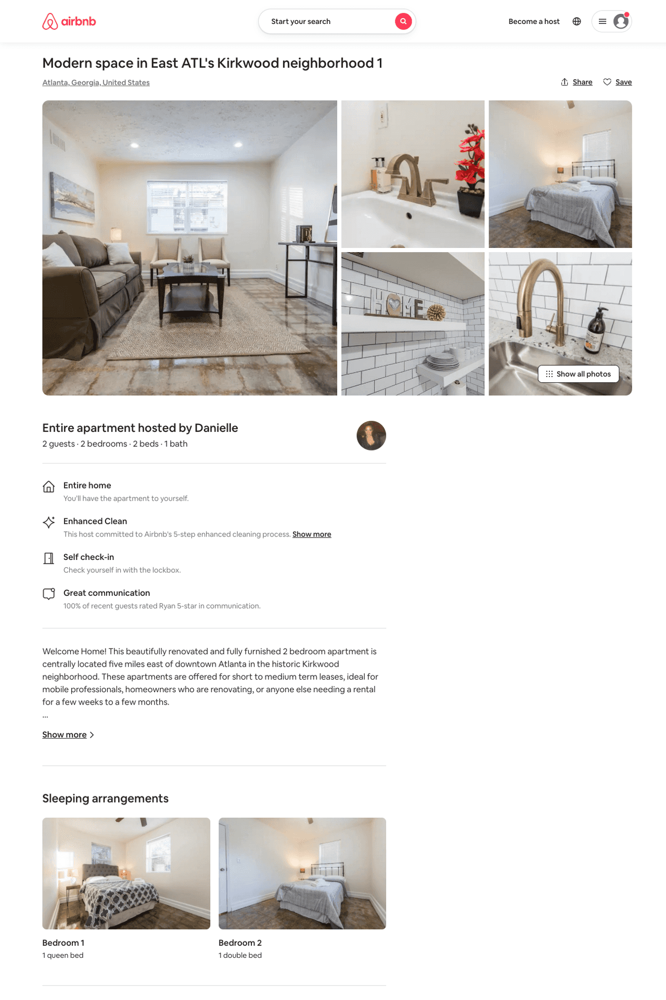 airbnb
Start your search
Become a host
Modern space in East ATL's Kirkwood neighborhood 1
Atlanta, Georgia, United States
Share
Save
HOME
Show all photos
Entire apartment hosted by Danielle
2 guests · 2 bedrooms · 2 beds · 1 bath
Entire home
You'll have the apartment to yourself.
Enhanced Clean
This host committed to Airbnb's 5-step enhanced cleaning process. Show more
Self check-in
Check yourself in with the lockbox.
Great communication
100% of recent guests rated Ryan 5-star in communication.
Welcome Home! This beautifully renovated and fully furnished 2 bedroom apartment is
centrally located five miles east of downtown Atlanta in the historic Kirkwood
neighborhood. These apartments are offered for short to medium term leases, ideal for
mobile professionals, homeowners who are renovating, or anyone else needing a rental
for a few weeks to a few months.
...
Show more
Sleeping arrangements
Bedroom 1
1 queen bed
Bedroom 2
1 double bed